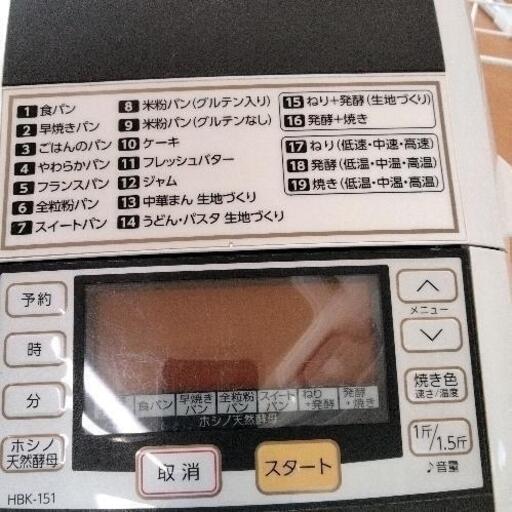 1 食パン
2 早焼きパン
3 ごはんのパン
4 やわらかパン
5 フランスパン
6 全粒粉パン
7 スイートパン
8 米粉パン(グルテン入り)
9 米粉パン(グルテンなし)
10 ケーキ
11 フレッシュバター
12 ジャム
13 中華まん 生地づくり
14 うどん・パスタ 生地づくり
15 ねり+発酵(生地づくり)
16 発酵+焼き
17 ねり(低速・中速・高速)
18 発酵(低温・中温・高温)
19 焼き(低温・中温・高温)
予約
時
分
ホシノ
天然酵母
食パン
早焼き
パン
全粒粉
パン
スイート
パン
ねり
+発酵
発酵
・焼き
ホシノ天然酵母
メニュー
焼き色
速さ/温度
1斤/
1.5斤
♪音量
取消
スタート
HBK-151